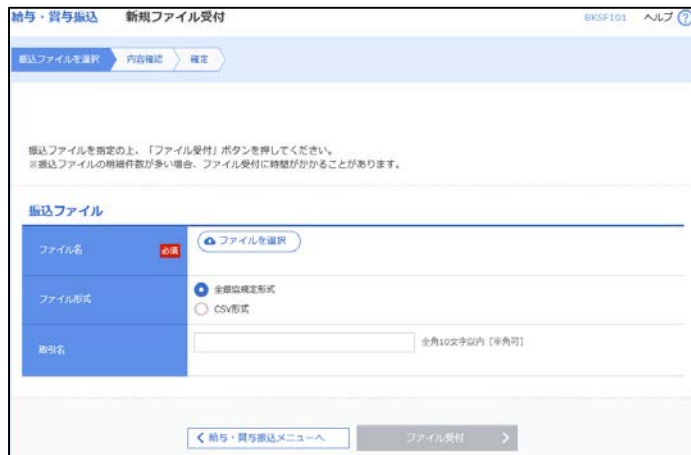 給与・賞与振込 新規ファイル受付 BKSF101 ヘルプ ?
振込ファイルを選択 内容確認 確定
振込ファイルを指定の上、「ファイル受付」ボタンを押してください。
※振込ファイルの明細件数が多い場合、ファイル受付に時間がかかることがあります。
振込ファイル
ファイル名 必須 ファイルを選択
ファイル形式 全銀協規定形式
CSV形式
取引名 全角10文字以内 [半角可]
給与・賞与振込メニューへ ファイル受付